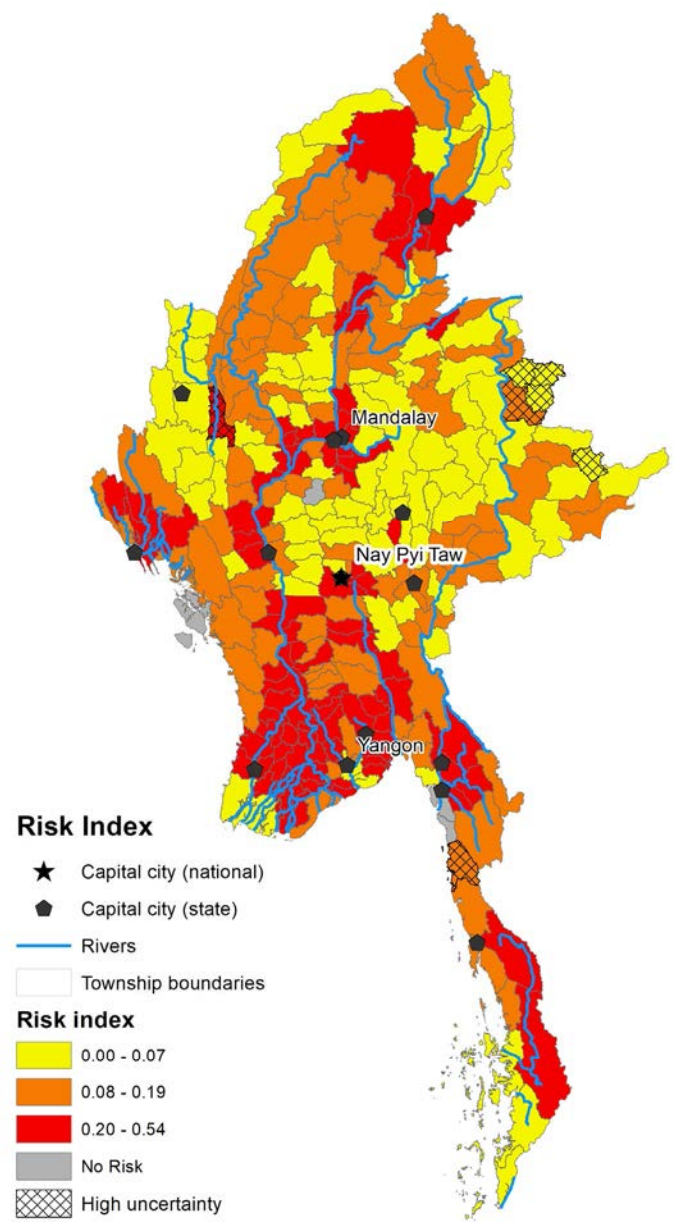 Mandalay
Nay Pyi Taw
Yangon
Risk Index
Capital city (national)
Capital city (state)
Rivers
Township boundaries
Risk index
0.00 - 0.07
0.08 - 0.19
0.20 - 0.54
No Risk
High uncertainty